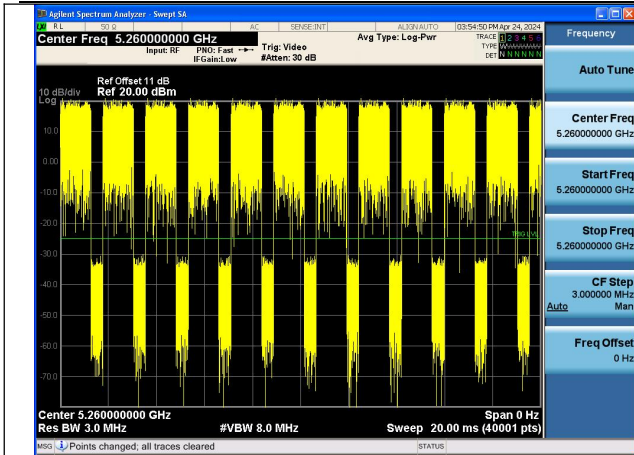 Agilent Spectrum Analyzer - Swept SA
RL 50 Ω AC SENSE:INT ALIGN AUTO 03:54:50 PM Apr 24, 2024
Center Freq 5.260000000 GHz
Input: RF PNO: Fast Trig: Video
IFGain:Low #Atten: 30 dB
Avg Type: Log-Pwr
TRACE 1 2 3 4 5 6
TYPE
DET N N N N N N
Frequency
Auto Tune
Center Freq
5.260000000 GHz
Start Freq
5.260000000 GHz
Stop Freq
5.260000000 GHz
CF Step
3.000000 MHz
Auto Man
Freq Offset
0 Hz
Ref Offset 11 dB
10 dB/div Ref 20.00 dBm
Log
10.0
0.00
-10.0
-20.0
TRIG LVL
-30.0
-40.0
-50.0
-60.0
-70.0
Center 5.260000000 GHz Span 0 Hz
Res BW 3.0 MHz #VBW 8.0 MHz Sweep 20.00 ms (40001 pts)
MSG Points changed; all traces cleared STATUS